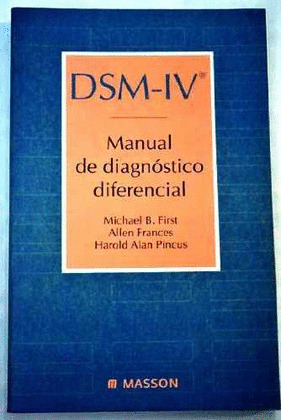 DSM-IV®
Manual
de diagnóstico
diferencial
Michael B. First
Allen Frances
Harold Alan Pincus
MASSON